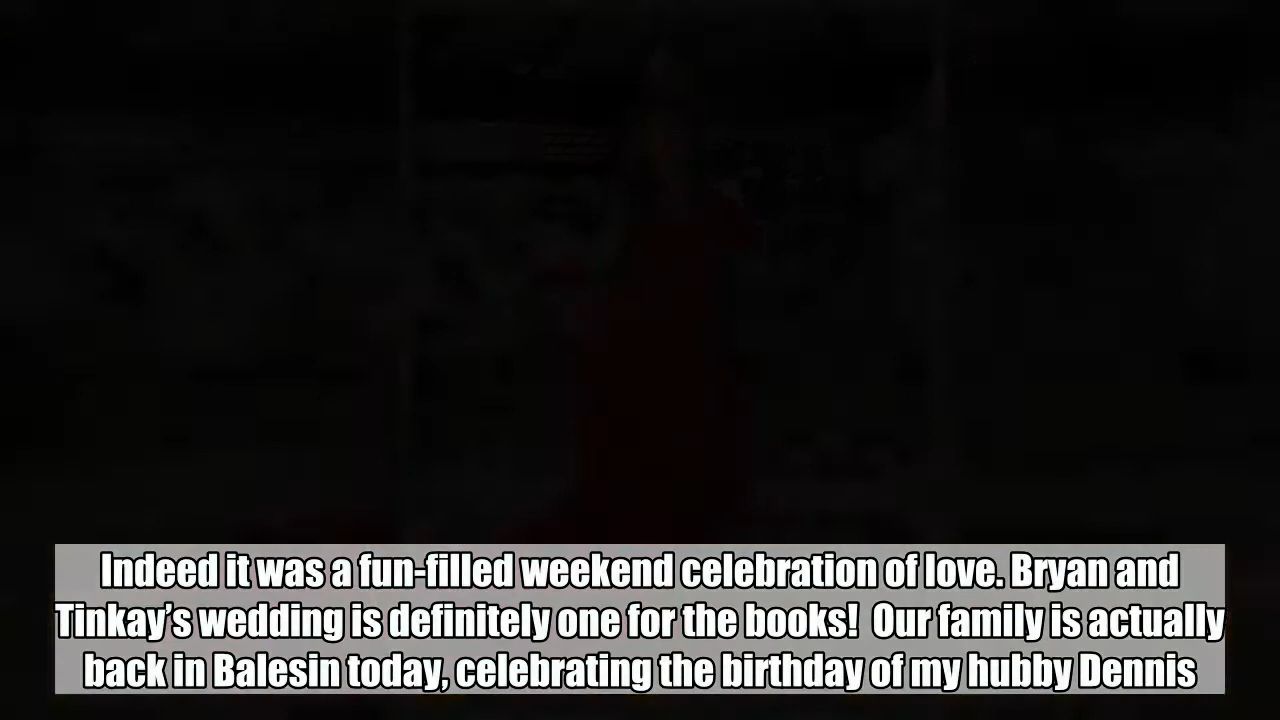 Indeed it was a fun-filled weekend celebration of love. Bryan and
Tinkay’s wedding is definitely one for the books!  Our family is actually
back in Balesin today, celebrating the birthday of my hubby Dennis